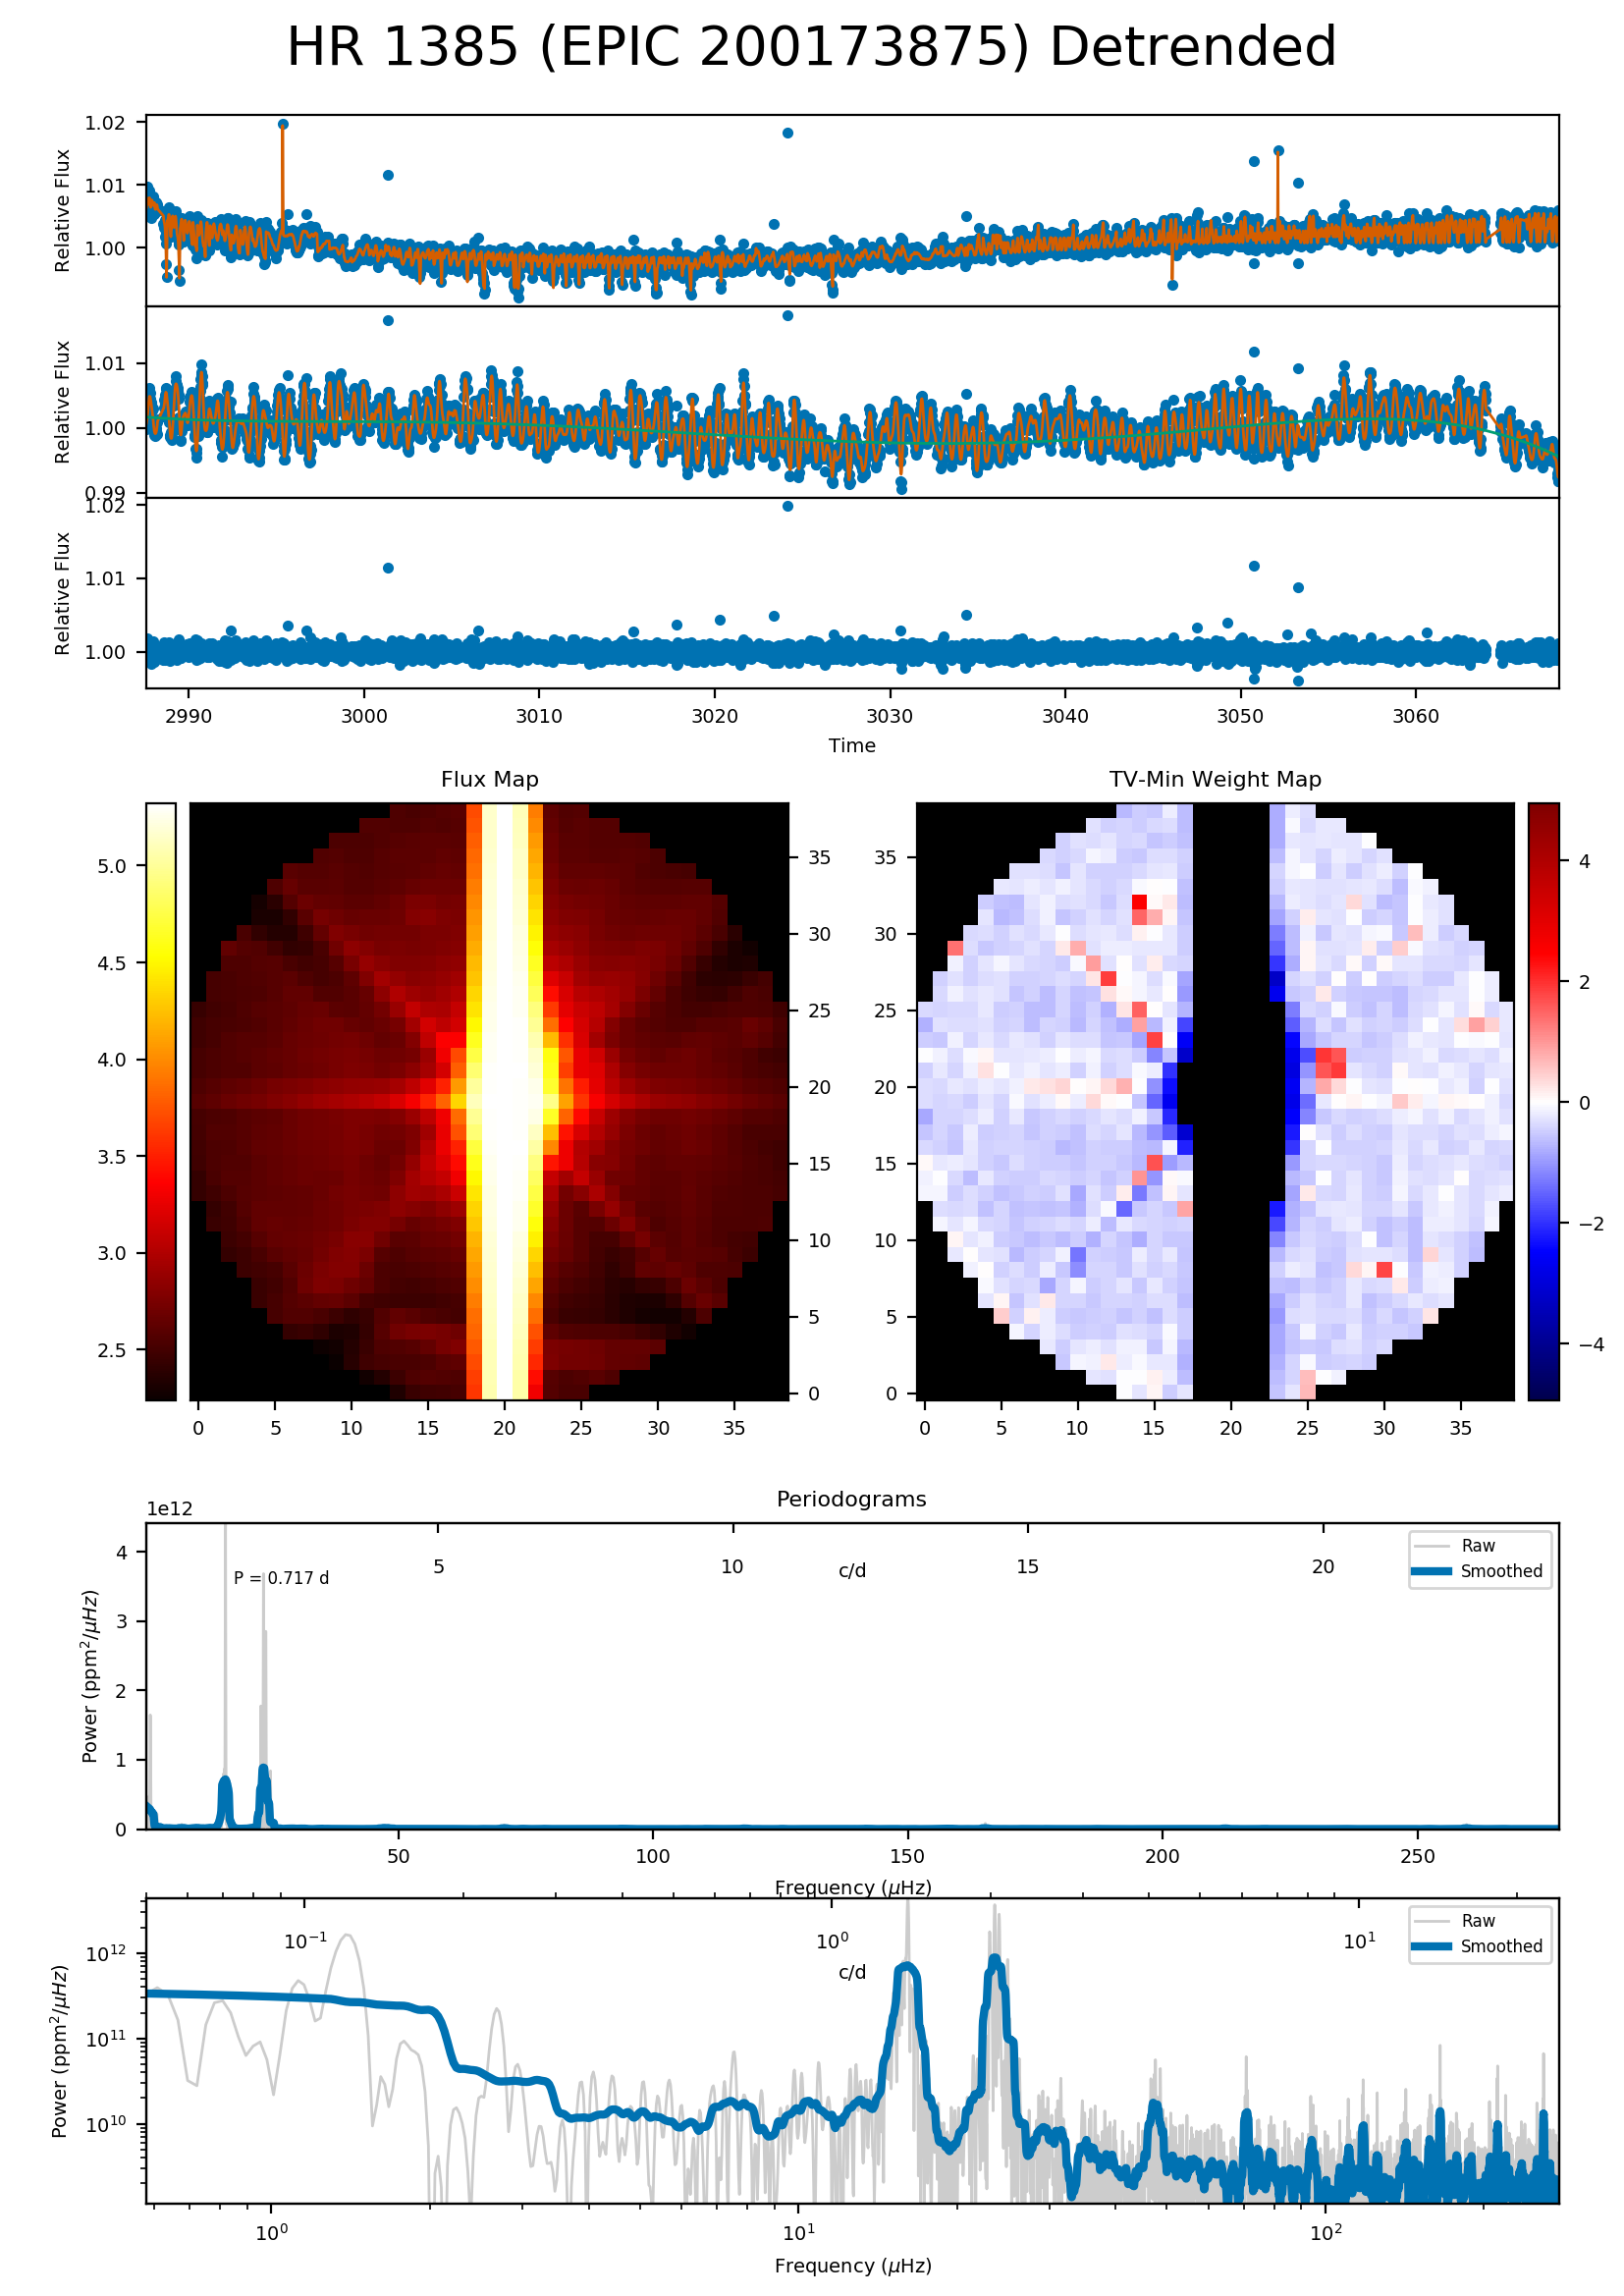 HR 1385 (EPIC 200173875) Detrended
1.02
1.01
1.00
Relative Flux
1.01
1.00
0.99
Relative Flux
1.02
1.01
1.00
Relative Flux
2990 3000 3010 3020 3030 3040 3050 3060
Time
Flux Map
TV-Min Weight Map
5.0
4.5
4.0
3.5
3.0
2.5
35
30
25
20
15
10
5
0
0 5 10 15 20 25 30 35
35
30
25
20
15
10
5
0
0 5 10 15 20 25 30 35
4
2
0
−2
−4
Periodograms
1e12
4
3
2
1
0
Power (ppm²/μHz)
5 10 15 20
c/d
P = 0.717 d
Raw
Smoothed
50 100 150 200 250
Frequency (μHz)
10⁻¹ 10⁰ 10¹
c/d
Raw
Smoothed
10¹²
10¹¹
10¹⁰
Power (ppm²/μHz)
10⁰ 10¹ 10²
Frequency (μHz)